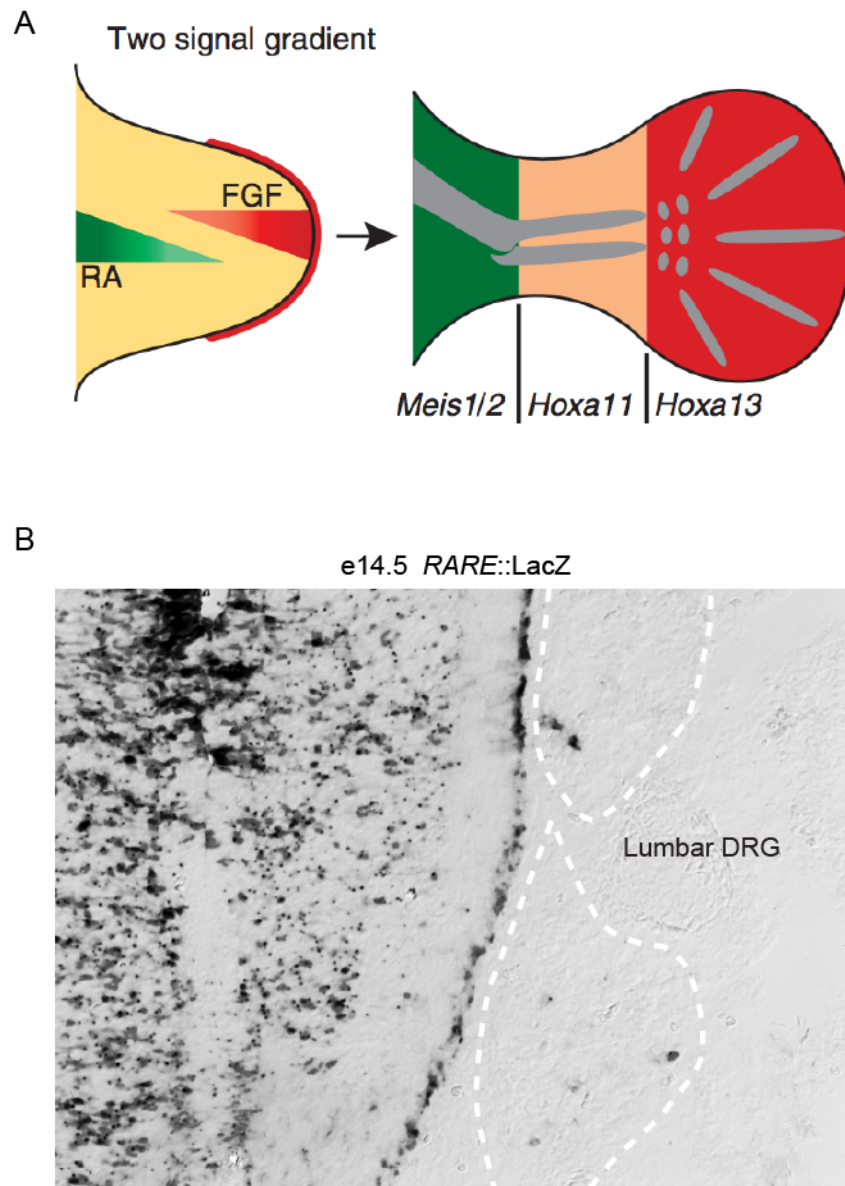 A
Two signal gradient
FGF
RA
Meis1/2
Hoxa11
Hoxa13
B
e14.5 RARE::LacZ
Lumbar DRG